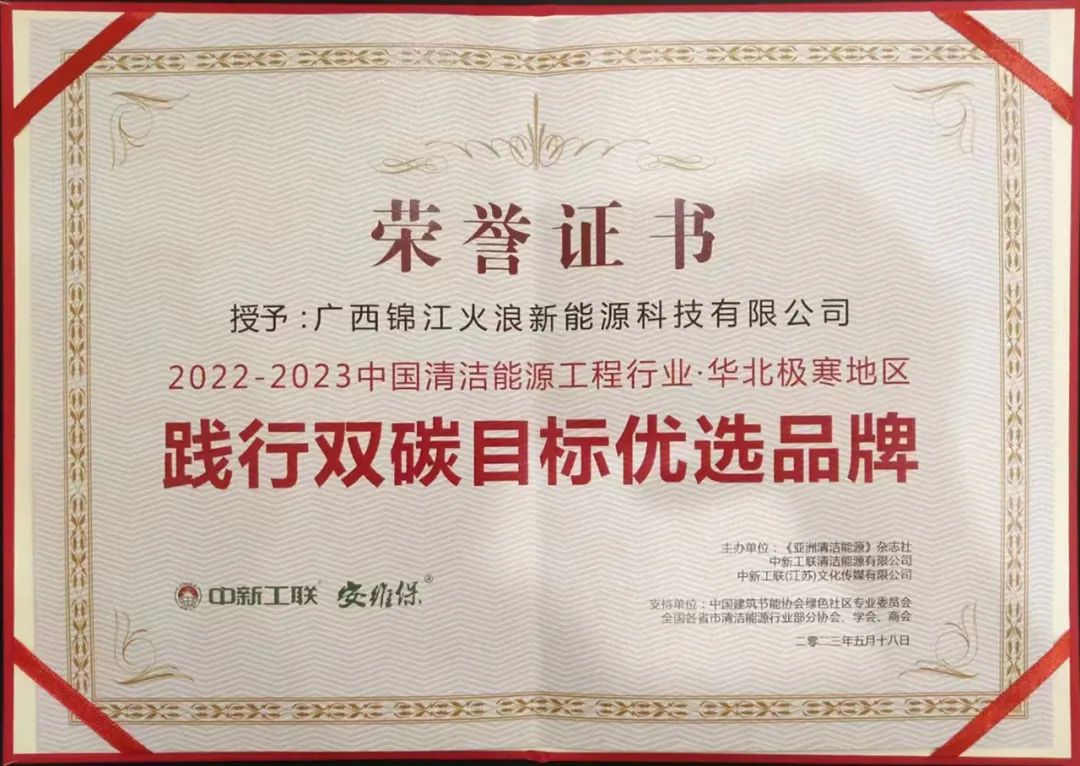 荣誉证书
授予:广西锦江火浪新能源科技有限公司
2022-2023中国清洁能源工程行业·华北极寒地区
践行双碳目标优选品牌
主办单位:《亚洲清洁能源》杂志社
中新工联清洁能源有限公司
中新工联(江苏)文化传媒有限公司
中新工联 安维保®
支持单位:中国建筑节能协会绿色社区专业委员会
全国各省市清洁能源行业部分协会、学会、商会
二零二三年五月十八日